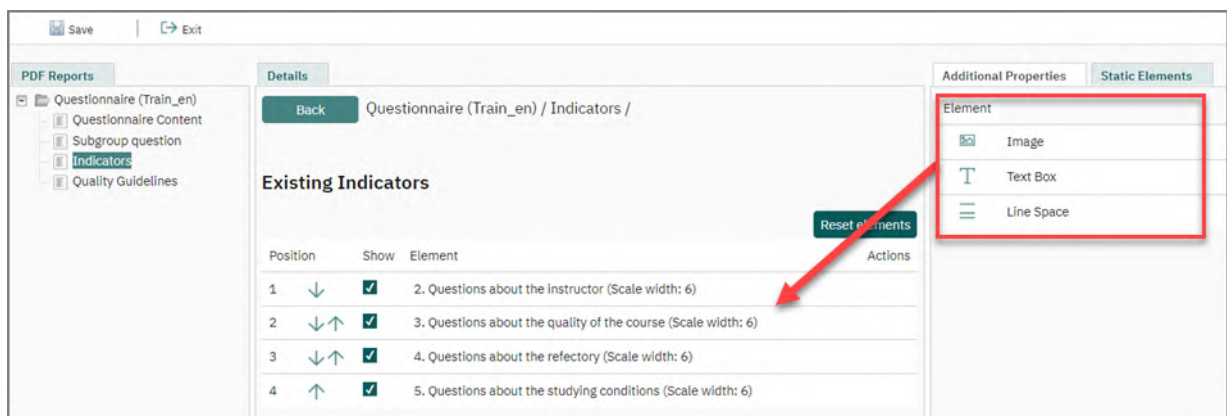 Save
Exit
PDF Reports
Questionnaire (Train_en)
Questionnaire Content
Subgroup question
Indicators
Quality Guidelines
Details
Back
Questionnaire (Train_en) / Indicators /
Existing Indicators
Reset elements
Position Show Element Actions
1 2. Questions about the instructor (Scale width: 6)
2 3. Questions about the quality of the course (Scale width: 6)
3 4. Questions about the refectory (Scale width: 6)
4 5. Questions about the studying conditions (Scale width: 6)
Additional Properties Static Elements
Element
Image
Text Box
Line Space